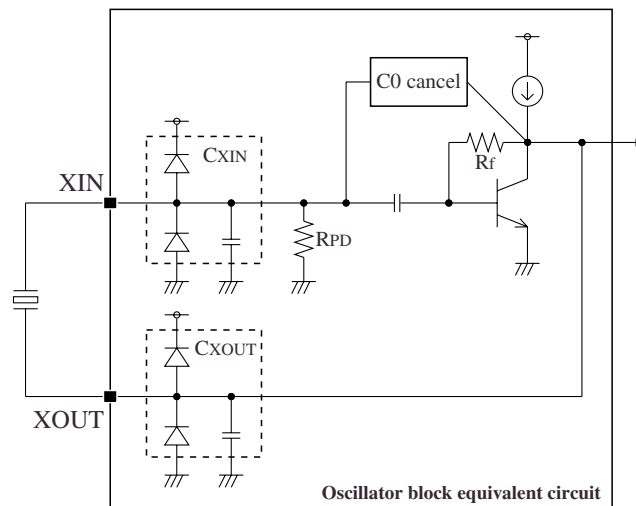 C0 cancel
CXIN
Rf
XIN
RPD
CXOUT
XOUT
Oscillator block equivalent circuit